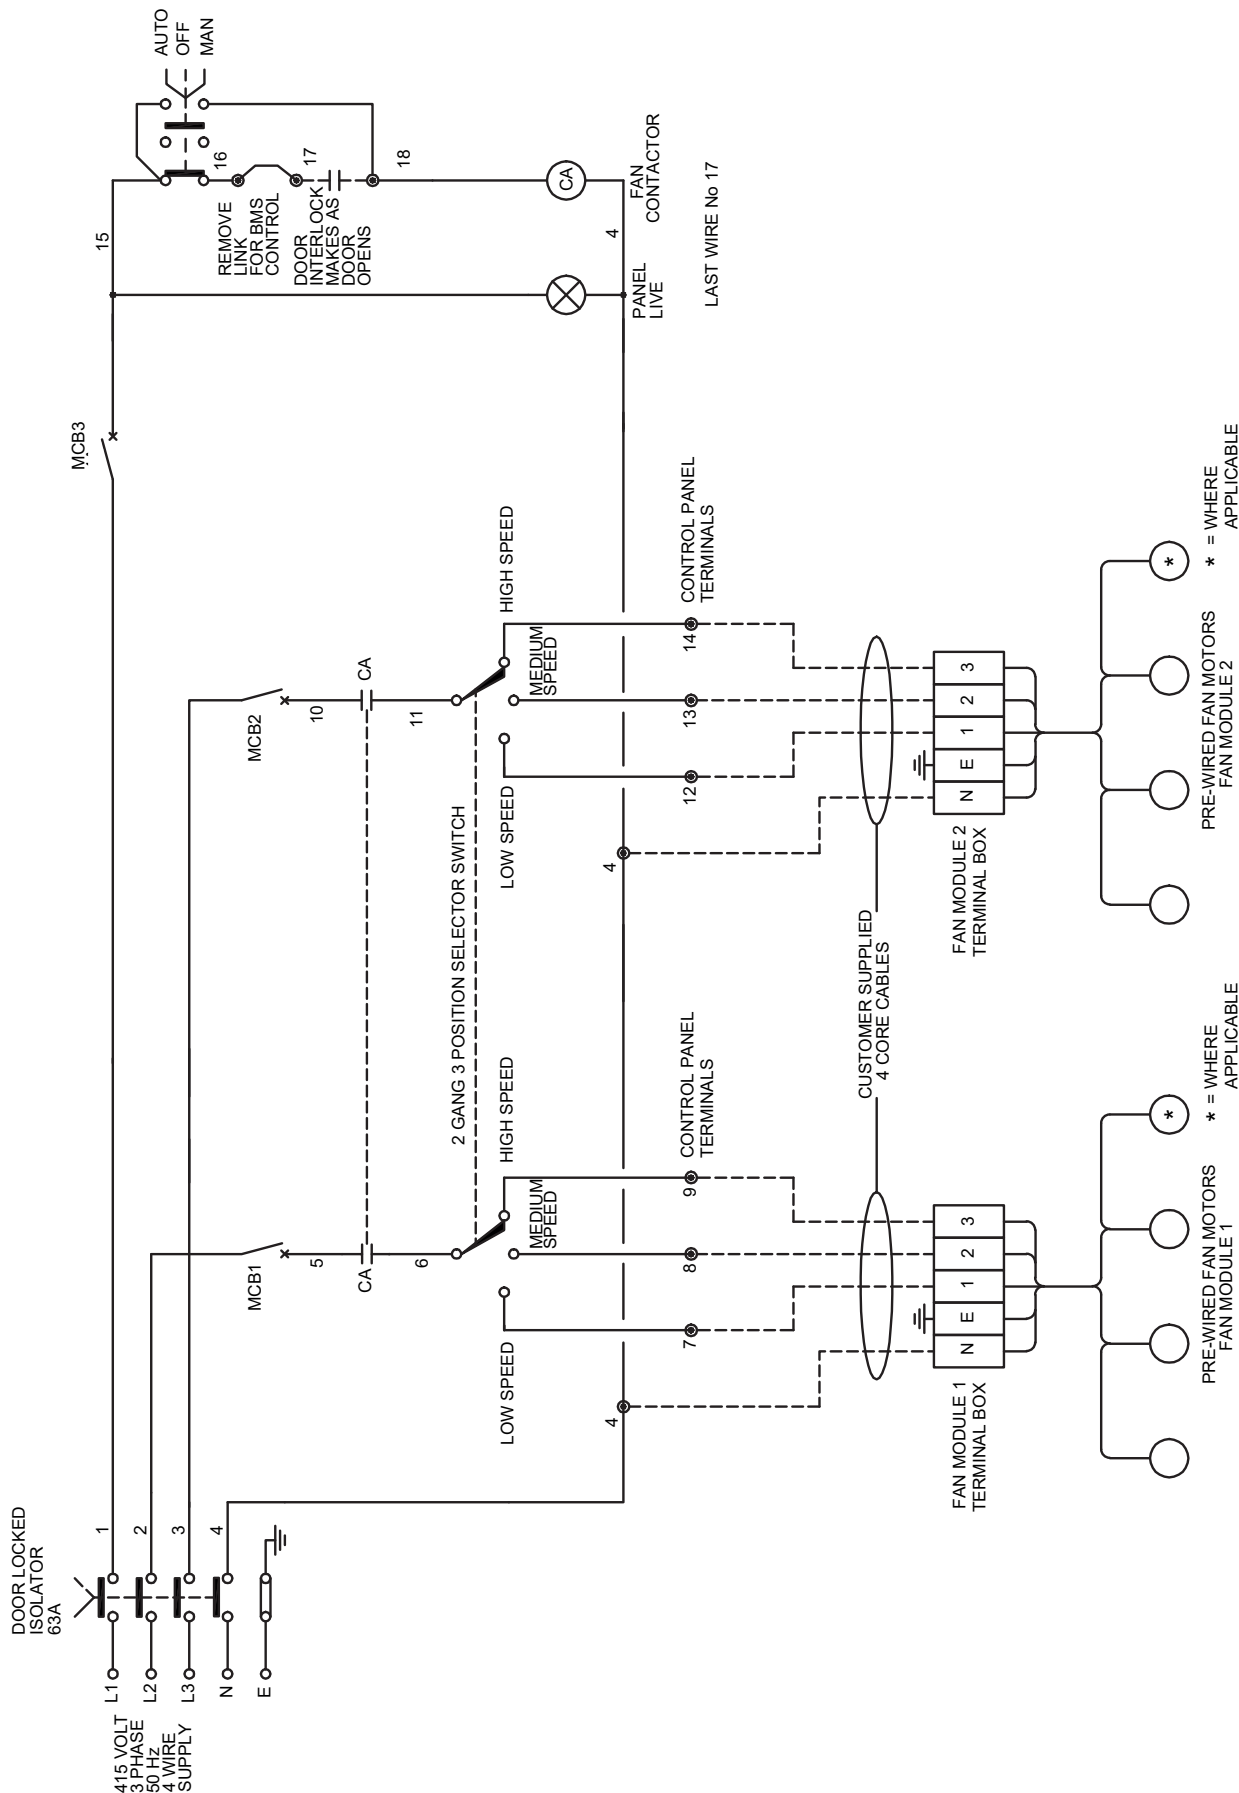 DOOR LOCKED
ISOLATOR
63A
415 VOLT
3 PHASE
50 Hz
4 WIRE
SUPPLY
L1
L2
L3
N
E
1
2
3
4
MCB1
5
CA
6
MCB2
10
CA
11
MCB3
15
AUTO
OFF
MAN
16
17
18
REMOVE
LINK
FOR BMS
CONTROL
DOOR
INTERLOCK
MAKES AS
DOOR
OPENS
CA
FAN
CONTACTOR
4
PANEL
LIVE
LAST WIRE No 17
2 GANG 3 POSITION SELECTOR SWITCH
LOW SPEED
MEDIUM
SPEED
HIGH SPEED
LOW SPEED
MEDIUM
SPEED
HIGH SPEED
4
7
8
9
CONTROL PANEL
TERMINALS
4
12
13
14
CONTROL PANEL
TERMINALS
CUSTOMER SUPPLIED
4 CORE CABLES
FAN MODULE 1
TERMINAL BOX
N
E
1
2
3
FAN MODULE 2
TERMINAL BOX
N
E
1
2
3
*
PRE-WIRED FAN MOTORS
FAN MODULE 1
* = WHERE
APPLICABLE
*
PRE-WIRED FAN MOTORS
FAN MODULE 2
* = WHERE
APPLICABLE